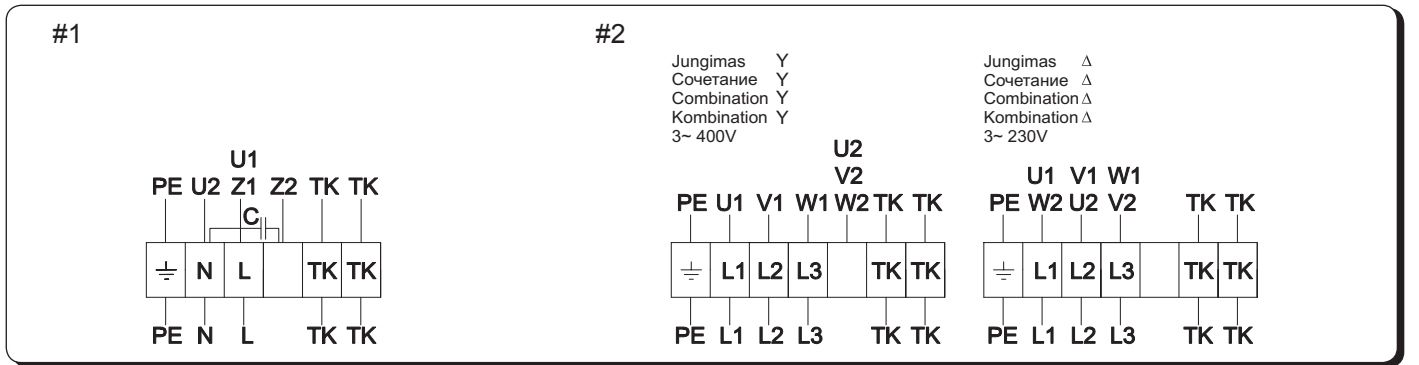 #1
U1
PE U2 Z1 Z2 TK TK
C
⏚ N L TK TK
PE N L TK TK
#2
Jungimas Y
Сочетание Y
Combination Y
Kombination Y
3~ 400V
U2
V2
PE U1 V1 W1 W2 TK TK
⏚ L1 L2 L3 TK TK
PE L1 L2 L3 TK TK
Jungimas Δ
Сочетание Δ
Combination Δ
Kombination Δ
3~ 230V
U1 V1 W1
PE W2 U2 V2 TK TK
⏚ L1 L2 L3 TK TK
PE L1 L2 L3 TK TK